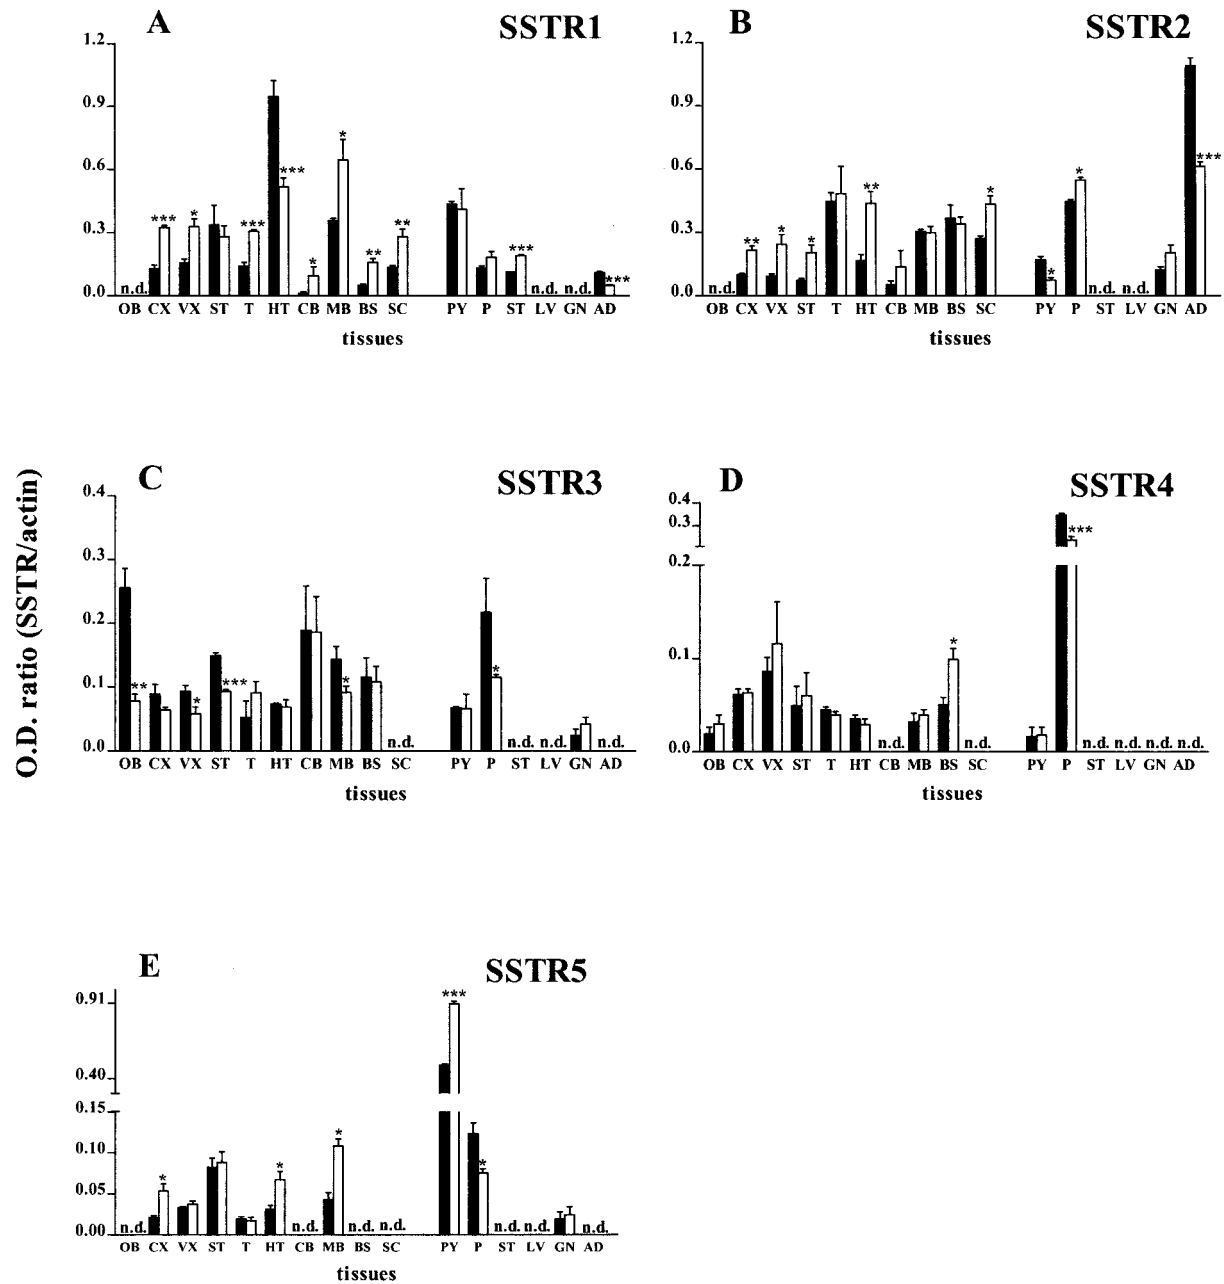 A SSTR1
1.2
0.9
0.6
0.3
0.0
*** * *** *** * * ** ** *** ***
n.d. n.d. n.d.
OB CX VX ST T HT CB MB BS SC PY P ST LV GN AD
tissues
B SSTR2
1.2
0.9
0.6
0.3
0.0
** * * ** * * * ***
n.d. n.d. n.d.
OB CX VX ST T HT CB MB BS SC PY P ST LV GN AD
tissues
O.D. ratio (SSTR/actin)
C SSTR3
0.4
0.3
0.2
0.1
0.0
** * *** * *
n.d. n.d. n.d. n.d.
OB CX VX ST T HT CB MB BS SC PY P ST LV GN AD
tissues
D SSTR4
0.4
0.3
0.2
0.1
0.0
* ***
n.d. n.d. n.d. n.d. n.d. n.d.
OB CX VX ST T HT CB MB BS SC PY P ST LV GN AD
tissues
E SSTR5
0.91
0.40
0.15
0.10
0.05
0.00
* * * *** *
n.d. n.d. n.d. n.d. n.d. n.d. n.d.
OB CX VX ST T HT CB MB BS SC PY P ST LV GN AD
tissues